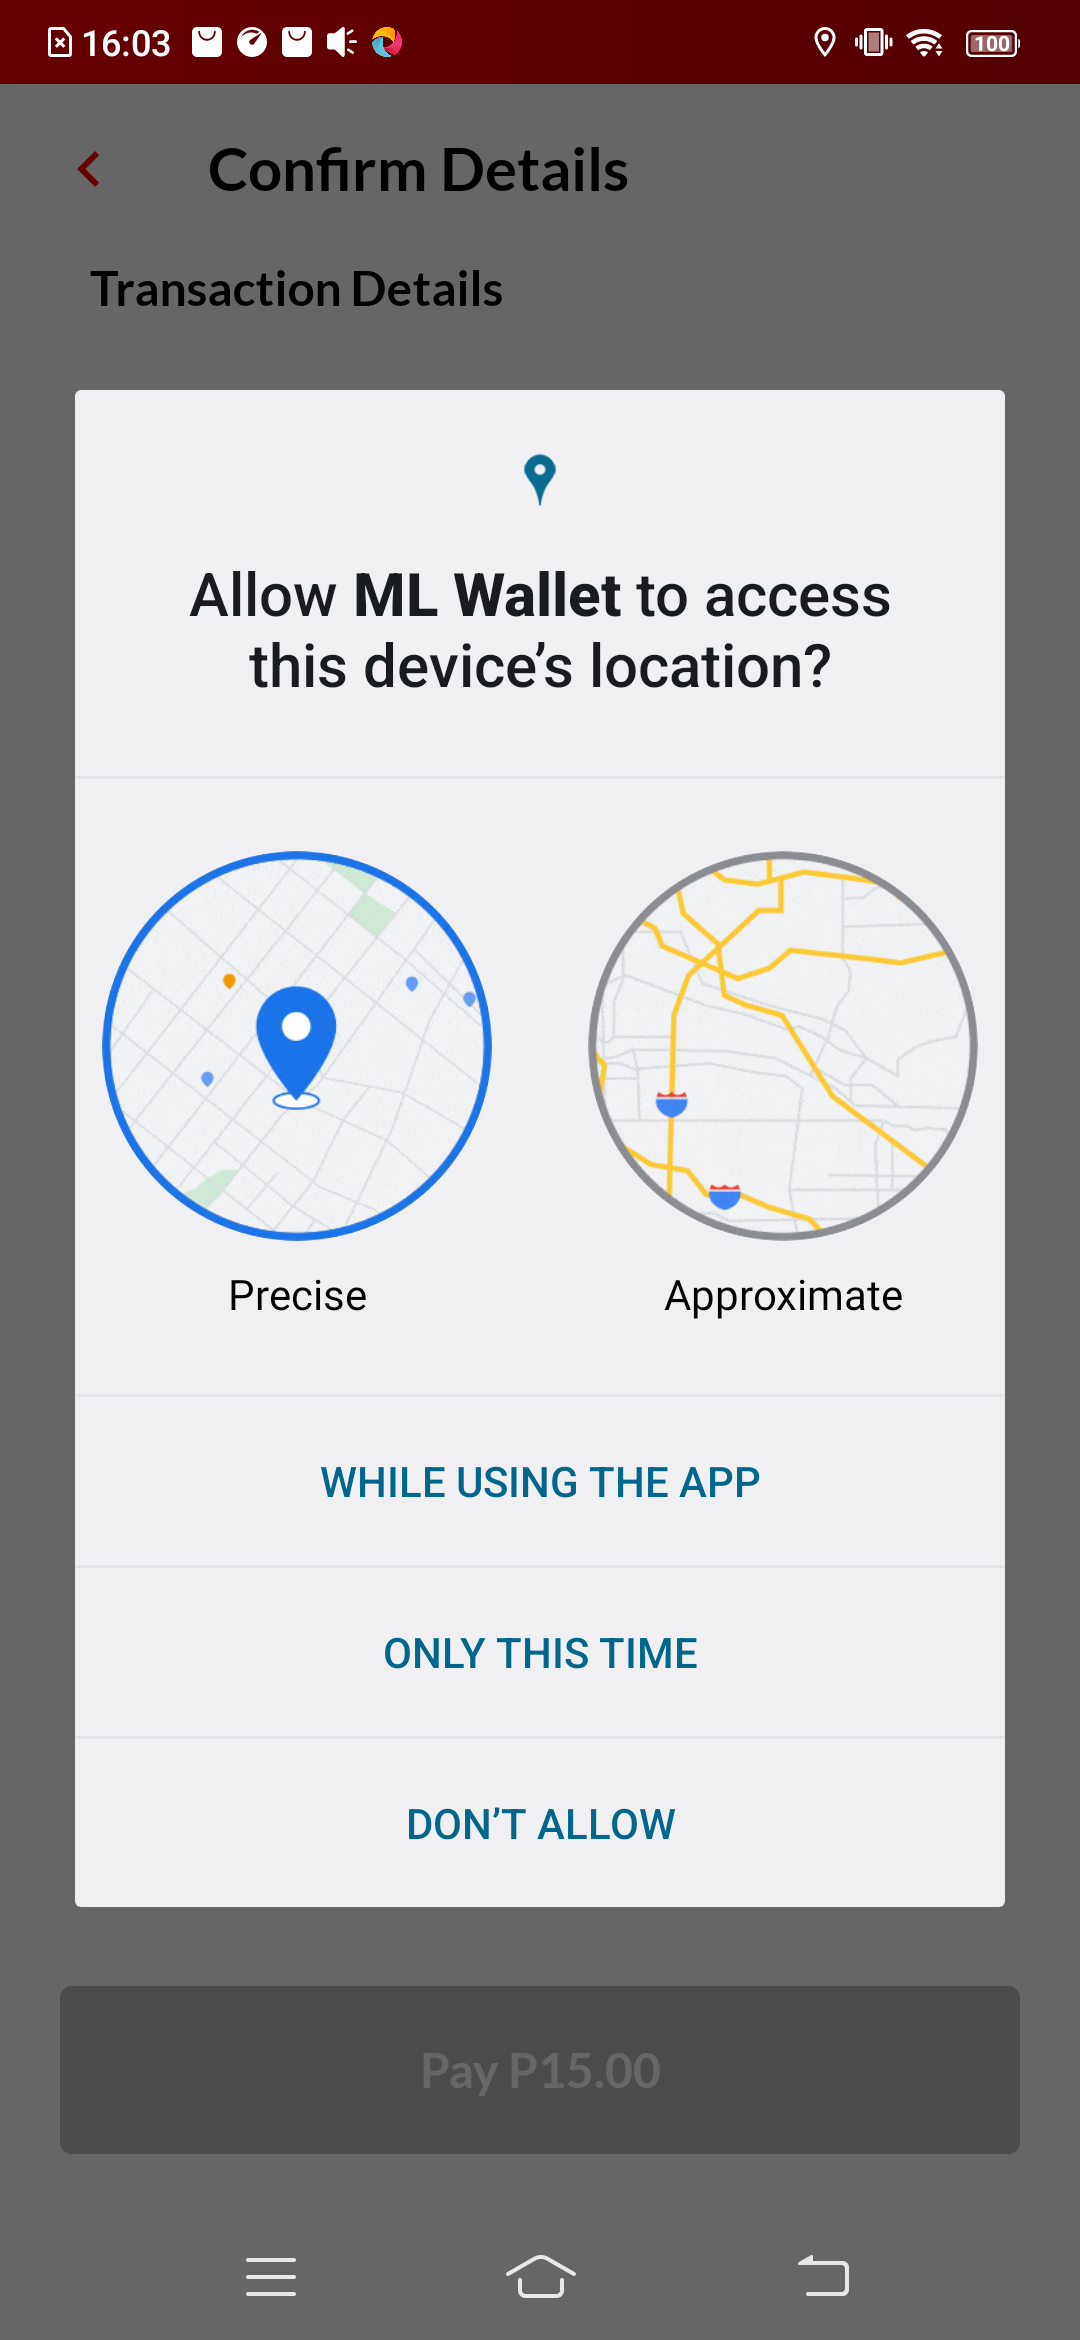 16:03
100
Confirm Details
Transaction Details
Allow ML Wallet to access
this device’s location?
Precise
Approximate
WHILE USING THE APP
ONLY THIS TIME
DON’T ALLOW
Pay P15.00